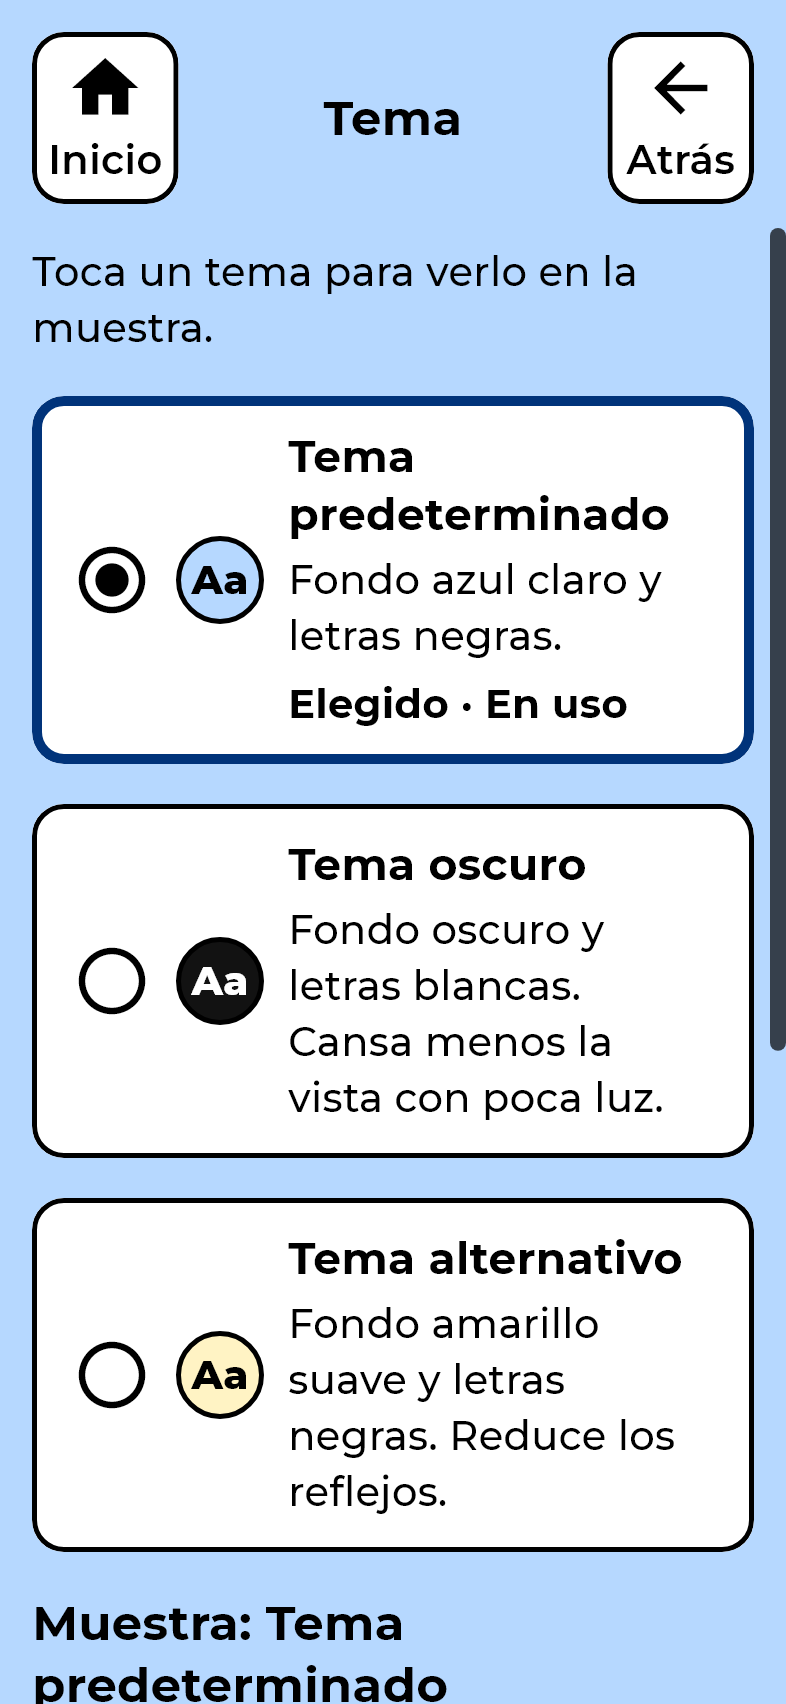 Inicio
Tema
Atrás
Toca un tema para verlo en la
muestra.
Tema
predeterminado
Aa
Fondo azul claro y
letras negras.
Elegido · En uso
Tema oscuro
Aa
Fondo oscuro y
letras blancas.
Cansa menos la
vista con poca luz.
Tema alternativo
Aa
Fondo amarillo
suave y letras
negras. Reduce los
reflejos.
Muestra: Tema
predeterminado